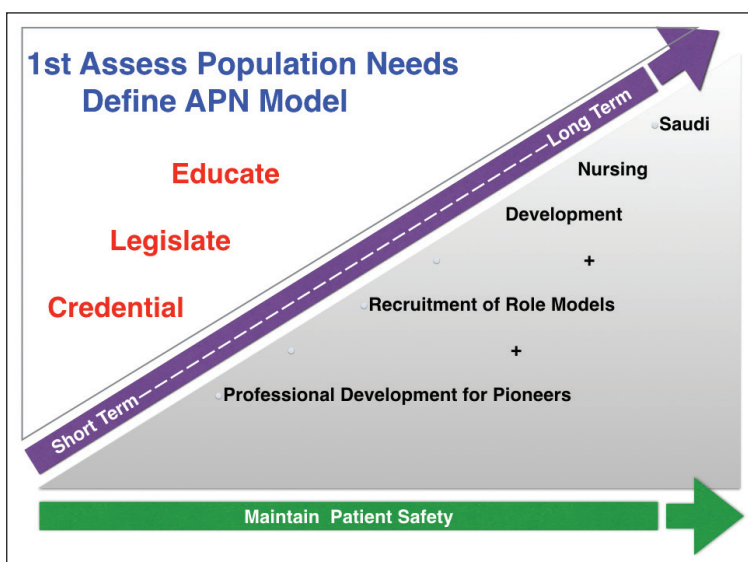 1st Assess Population Needs
Define APN Model
Educate
Legislate
Credential
Short Term
Long Term
Saudi
Nursing
Development
+
Recruitment of Role Models
+
Professional Development for Pioneers
Maintain Patient Safety